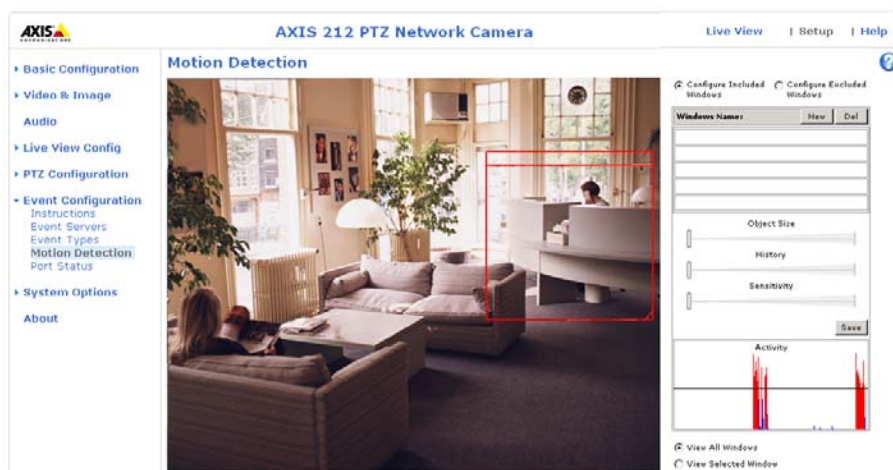 AXIS
COMMUNICATIONS
AXIS 212 PTZ Network Camera
Live View | Setup | Help
Basic Configuration
Video & Image
Audio
Live View Config
PTZ Configuration
Event Configuration
Instructions
Event Servers
Event Types
Motion Detection
Port Status
System Options
About
Motion Detection
?
Configure Included Windows
Configure Excluded Windows
Windows Name:
New Del
Object Size
History
Sensitivity
Save
Activity
View All Windows
View Selected Window